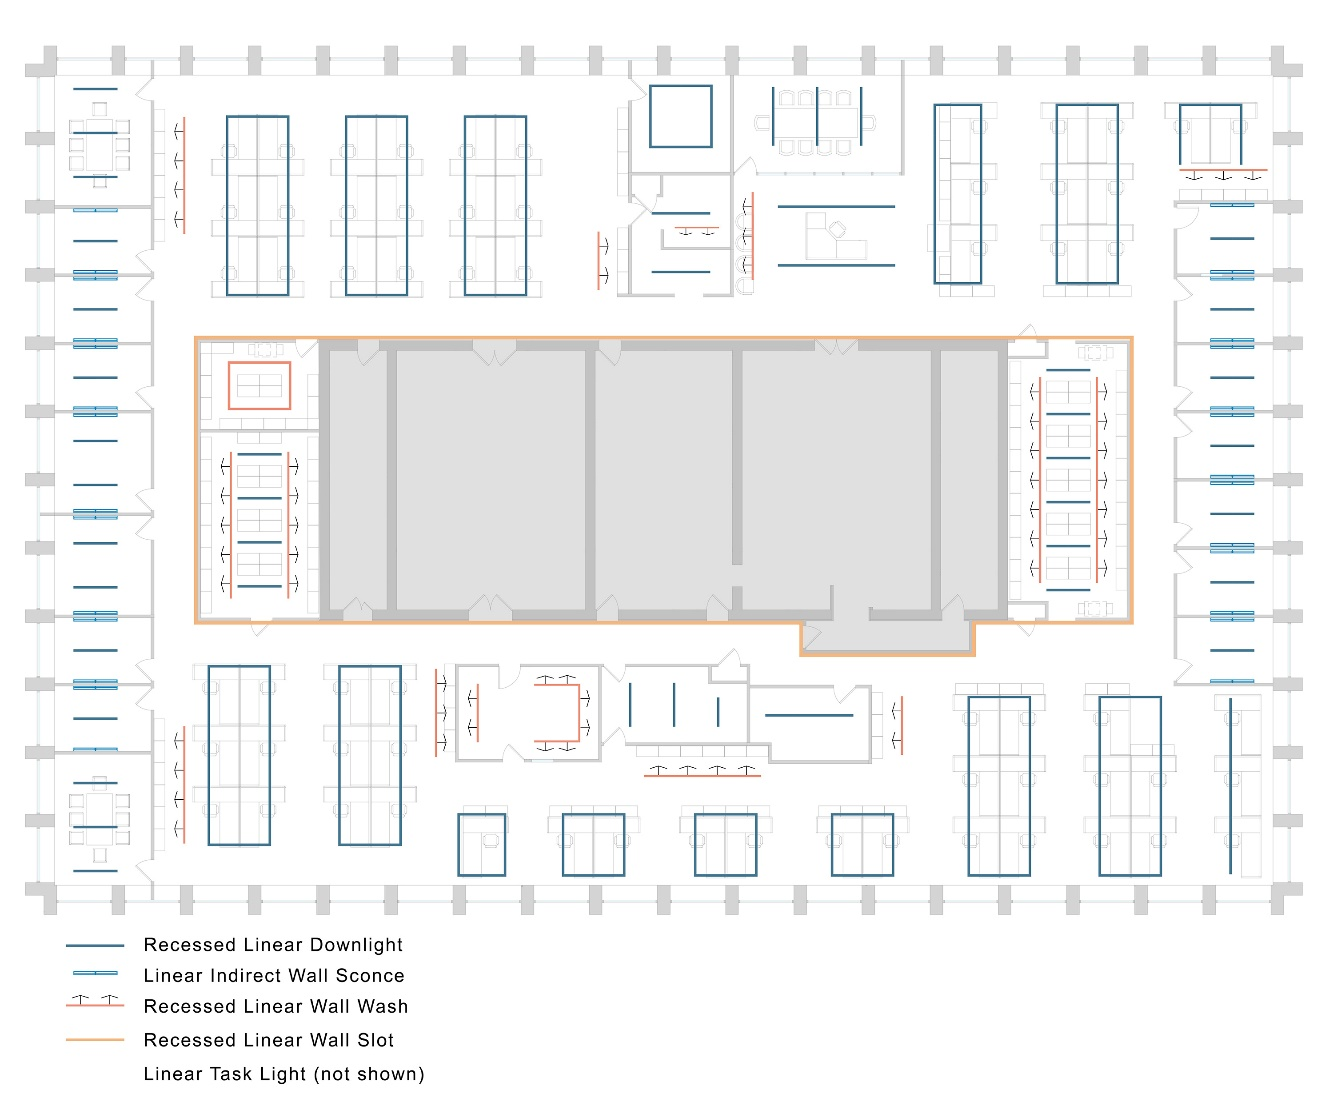 Recessed Linear Downlight
Linear Indirect Wall Sconce
Recessed Linear Wall Wash
Recessed Linear Wall Slot
Linear Task Light (not shown)